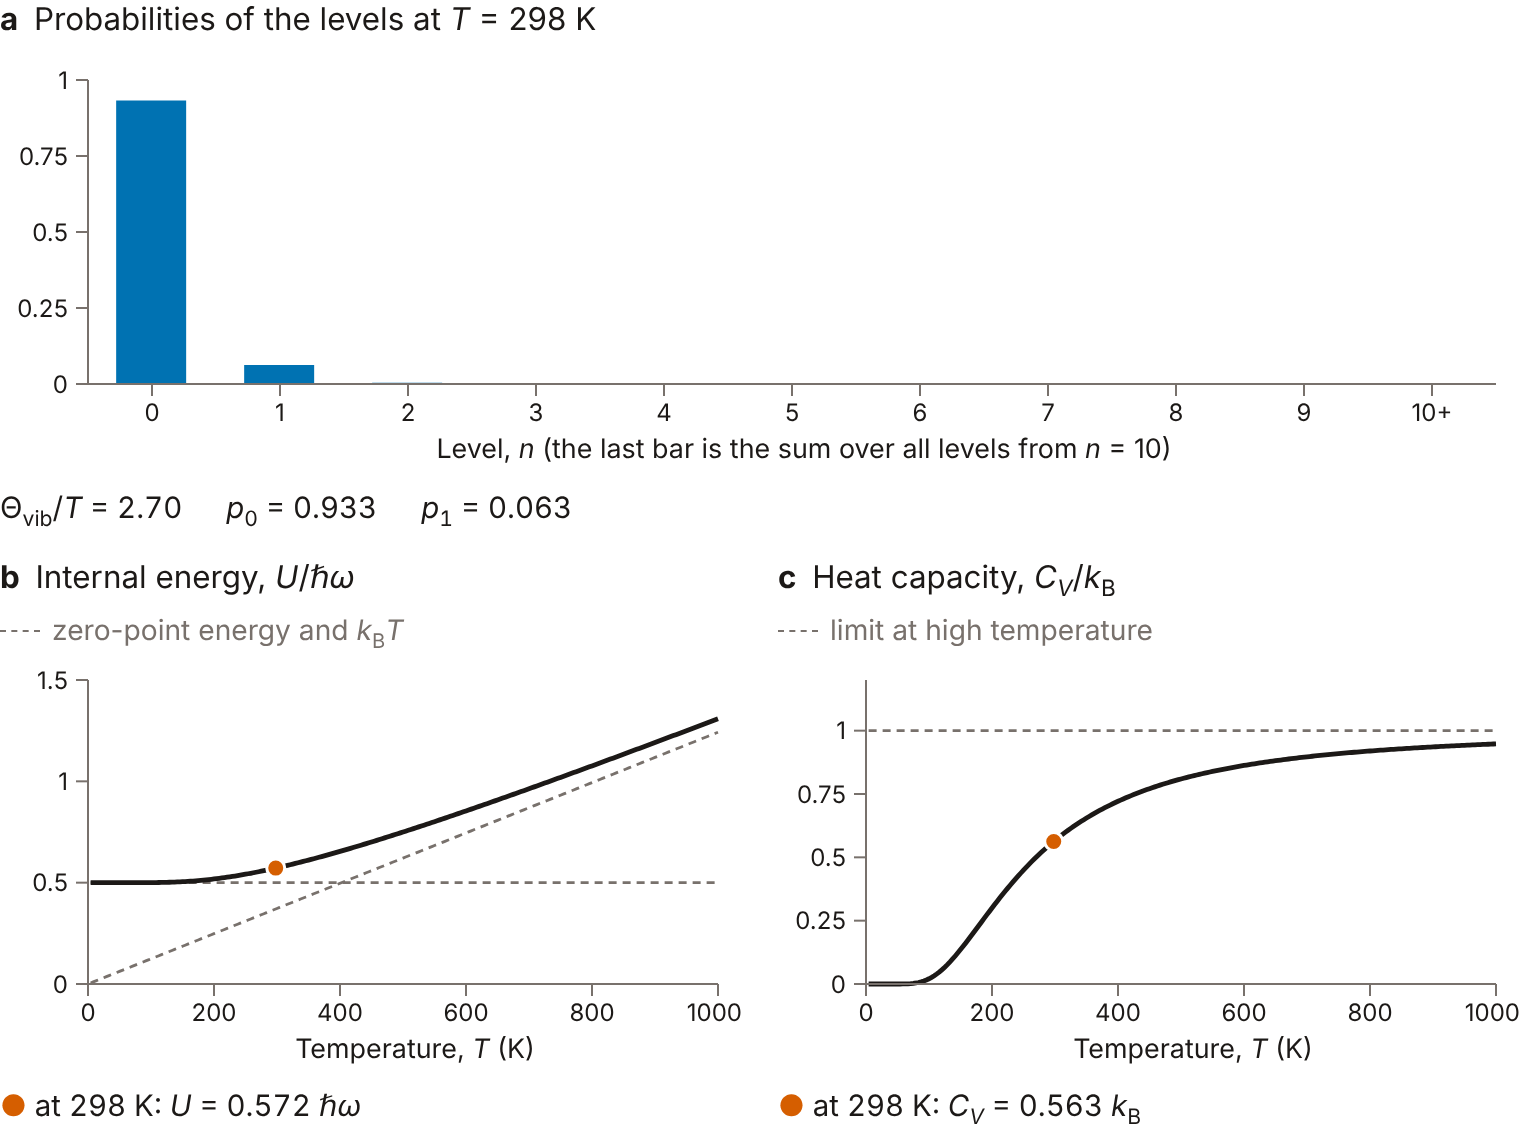 a Probabilities of the levels at T = 298 K
1
0.75
0.5
0.25
0
0 1 2 3 4 5 6 7 8 9 10+
Level, n (the last bar is the sum over all levels from n = 10)
Θvib/T = 2.70 p0 = 0.933 p1 = 0.063
b Internal energy, U/ħω
zero-point energy and kBT
1.5
1
0.5
0
0 200 400 600 800 1000
Temperature, T (K)
at 298 K: U = 0.572 ħω
c Heat capacity, CV/kB
limit at high temperature
1
0.75
0.5
0.25
0
0 200 400 600 800 1000
Temperature, T (K)
at 298 K: CV = 0.563 kB